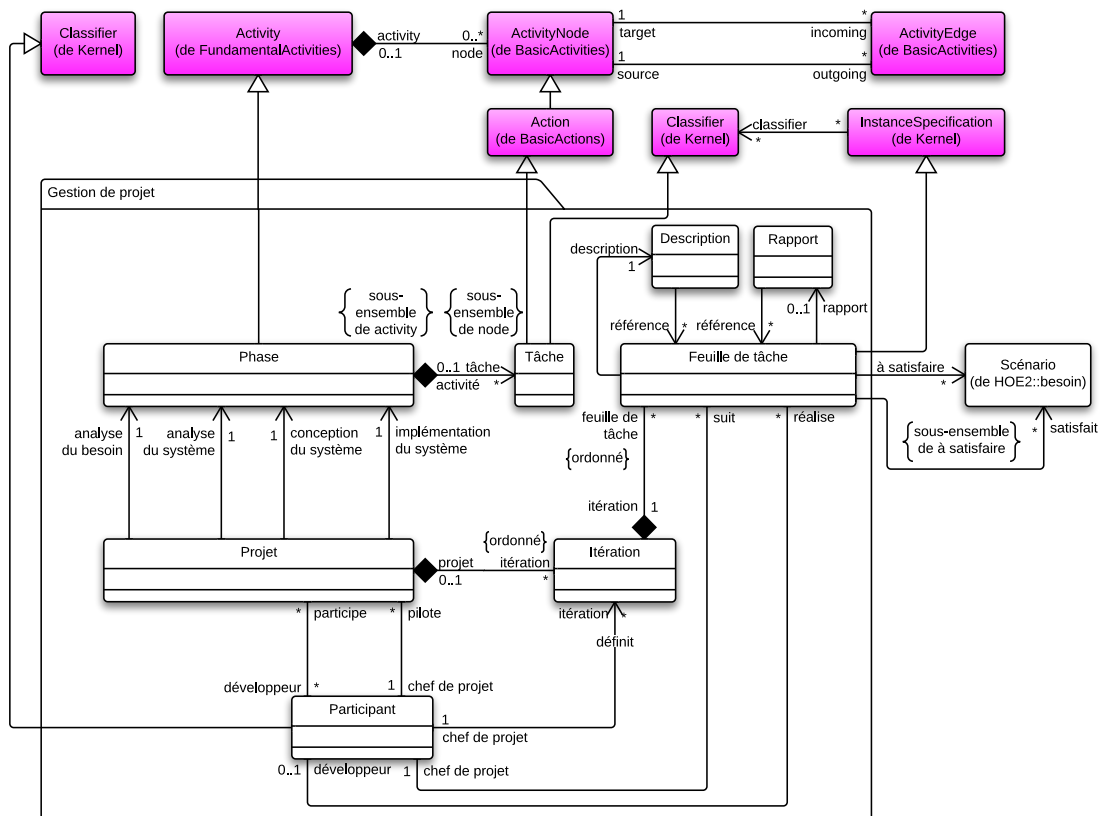 Classifier
(de Kernel)
Activity
(de FundamentalActivities)
activity
0..1
0..*
node
ActivityNode
(de BasicActivities)
1
target
*
incoming
1
source
*
outgoing
ActivityEdge
(de BasicActivities)
Action
(de BasicActions)
Classifier
(de Kernel)
classifier
*
*
InstanceSpecification
(de Kernel)
Gestion de projet
Description
Rapport
description
1
{sous-
ensemble
de activity}
{sous-
ensemble
de node}
référence
*
référence
*
0..1
rapport
Phase
0..1
tâche
activité
*
Tâche
Feuille de tâche
à satisfaire
*
Scénario
(de HOE2::besoin)
analyse
du besoin
1
analyse
du système
1
1
conception
du système
1
implémentation
du système
feuille de
tâche
*
{ordonné}
*
suit
*
réalise
{sous-ensemble
de à satisfaire}
*
satisfait
itération
1
Projet
projet
0..1
{ordonné}
itération
*
Itération
*
participe
*
pilote
itération
*
définit
développeur
*
1
chef de projet
Participant
1
chef de projet
0..1
développeur
1
chef de projet